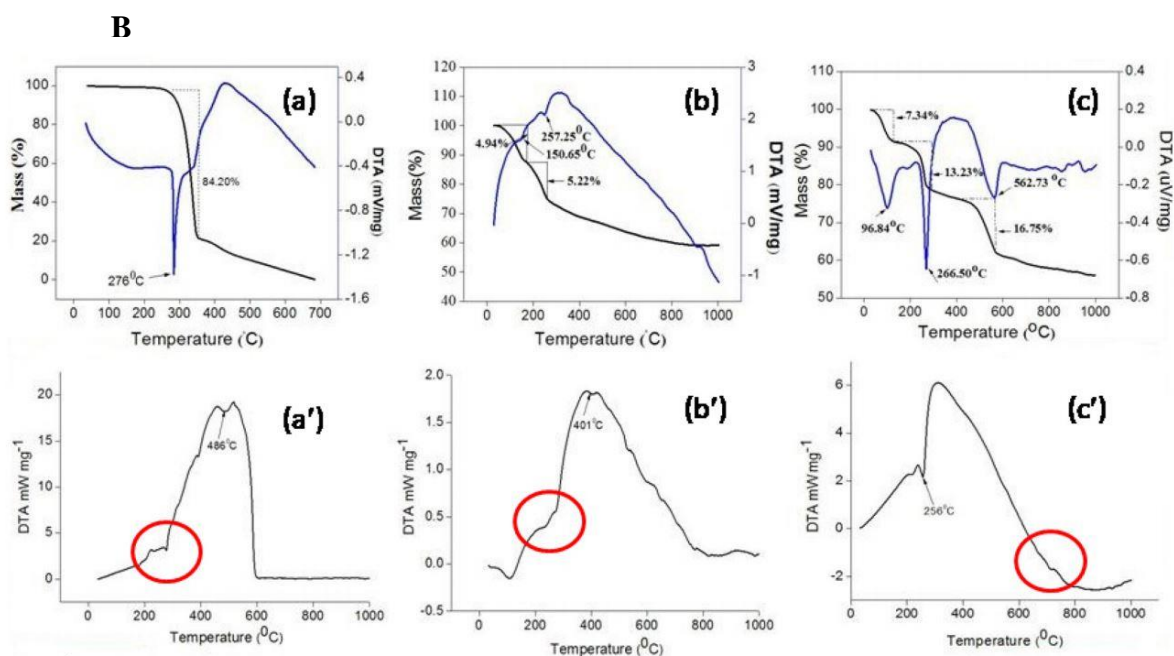 B
(a)
100
80
60
40
20
0
Mass (%)
0.4
0.0
-0.4
-0.8
-1.2
-1.6
DTA (mV/mg)
84.20%
276⁰C
0 100 200 300 400 500 600 700
Temperature (°C)
(b)
120
110
100
90
80
70
60
50
40
Mass(%)
3
2
1
0
-1
DTA (mV/mg)
4.94%
257.25⁰C
150.65⁰C
5.22%
0 200 400 600 800 1000
Temperature (°C)
(c)
110
100
90
80
70
60
50
Mass (%)
0.4
0.2
0.0
-0.2
-0.4
-0.6
-0.8
DTA (uV/mg)
7.34%
13.23%
562.73 ⁰C
96.84⁰C
16.75%
266.50⁰C
0 200 400 600 800 1000
Temperature (⁰C)
(a')
20
15
10
5
0
DTA mW mg⁻¹
486⁰C
0 200 400 600 800 1000
Temperature (⁰C)
(b')
2.0
1.5
1.0
0.5
0.0
-0.5
DTA mW mg⁻¹
401⁰C
0 200 400 600 800 1000
Temperature (⁰C)
(c')
6
4
2
0
-2
DTA mW mg⁻¹
256⁰C
0 200 400 600 800 1000
Temperature (⁰C)